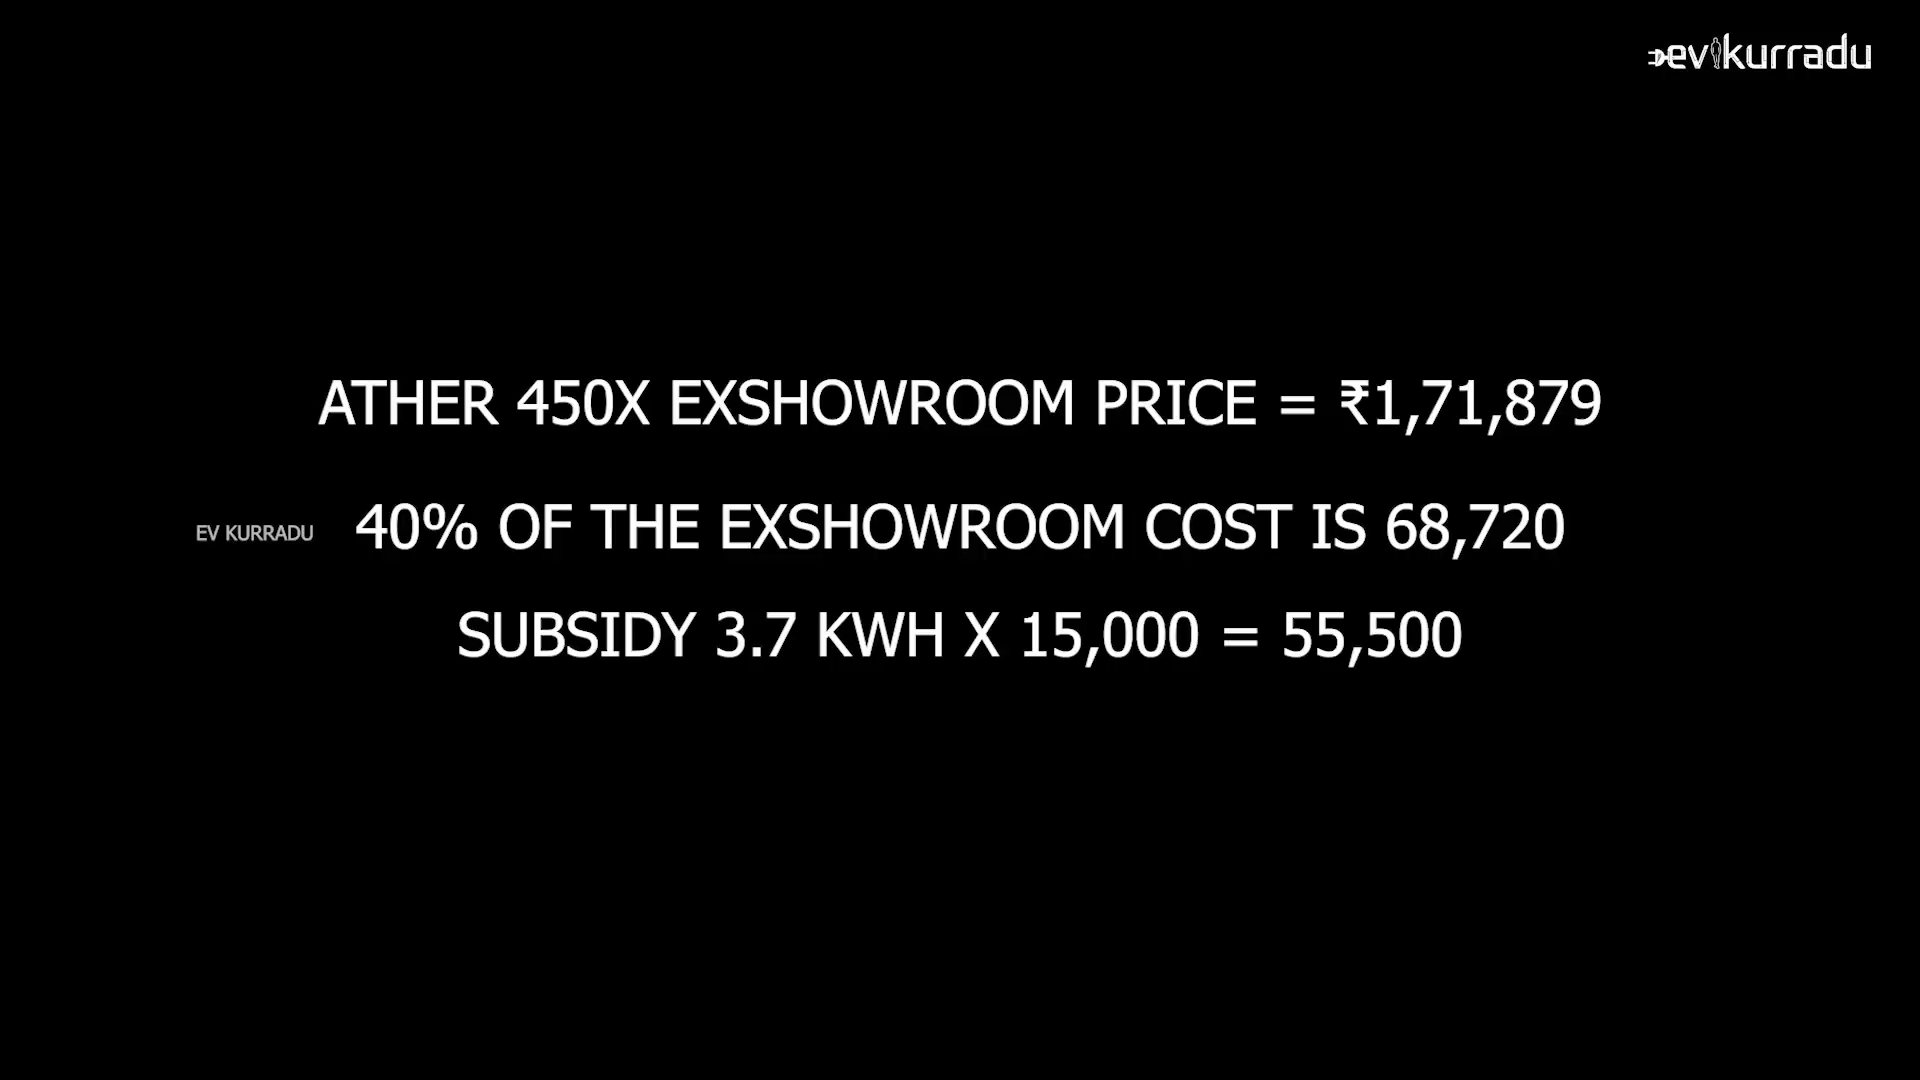 evkurradu
ATHER 450X EXSHOWROOM PRICE = ₹1,71,879
EV KURRADU
40% OF THE EXSHOWROOM COST IS 68,720
SUBSIDY 3.7 KWH X 15,000 = 55,500